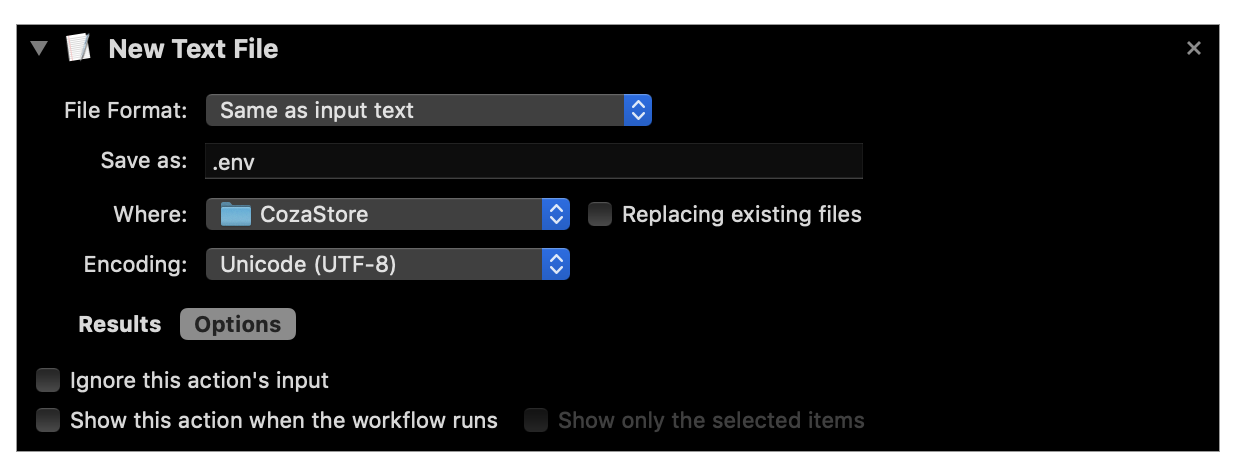 New Text File
File Format: Same as input text
Save as: .env
Where: CozaStore Replacing existing files
Encoding: Unicode (UTF-8)
Results Options
Ignore this action's input
Show this action when the workflow runs Show only the selected items